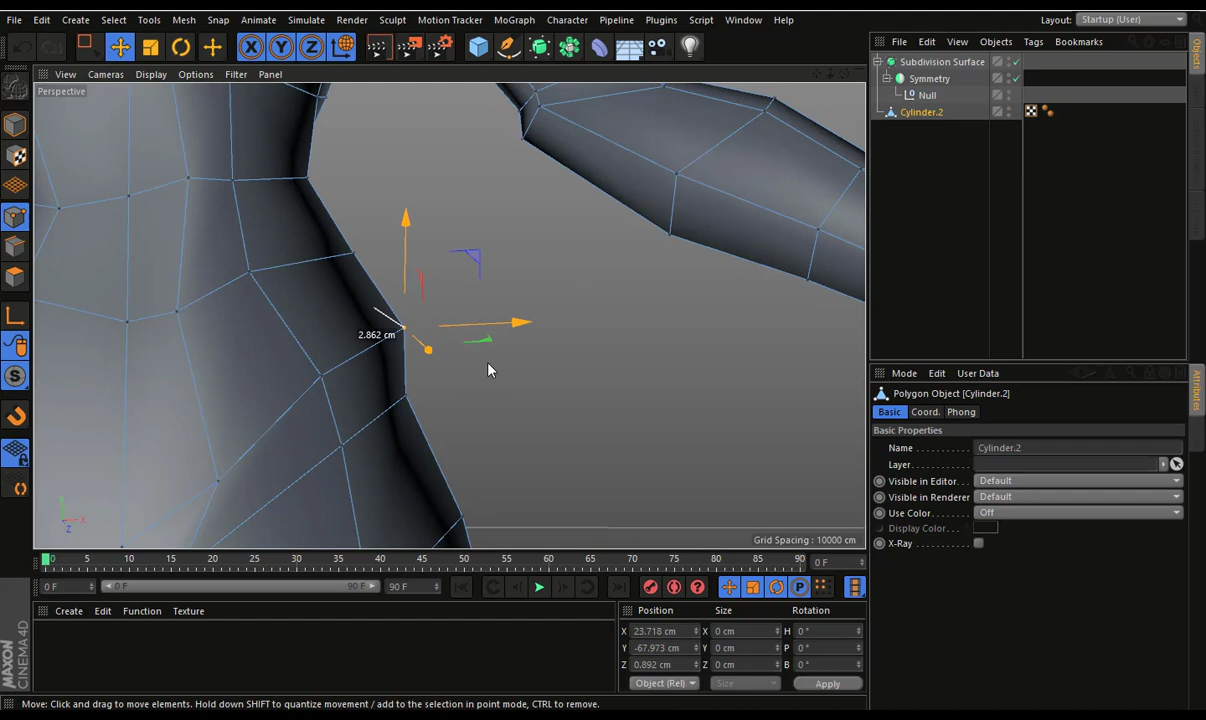 File Edit Create Select Tools Mesh Snap Animate Simulate Render Sculpt Motion Tracker MoGraph Character Pipeline Plugins Script Window Help Layout: Startup (User)
X Y Z
File Edit View Objects Tags Bookmarks
Objects
View Cameras Display Options Filter Panel
Subdivision Surface
Symmetry
Null
Cylinder.2
Perspective
2.862 cm
Mode Edit User Data
Attributes
Polygon Object [Cylinder.2]
Basic Coord. Phong
Basic Properties
Name Cylinder.2
Layer
Visible in Editor Default
Visible in Renderer Default
Use Color Off
Display Color
X-Ray
S
Y
X
Z
Grid Spacing : 10000 cm
0 5 10 15 20 25 30 35 40 45 50 55 60 65 70 75 80 85 90 0 F
0 F 0 F 90 F 90 F P
Create Edit Function Texture
Position Size Rotation
X 23.718 cm X 0 cm H 0 °
Y -67.973 cm Y 0 cm P 0 °
Z 0.892 cm Z 0 cm B 0 °
Object (Rel) Size Apply
MAXON
CINEMA 4D
Move: Click and drag to move elements. Hold down SHIFT to quantize movement / add to the selection in point mode, CTRL to remove.